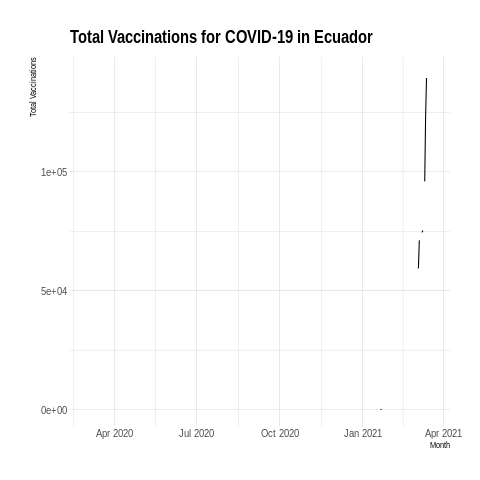 Total Vaccinations for COVID-19 in Ecuador
Total Vaccinations
1e+05
5e+04
0e+00
Apr 2020 Jul 2020 Oct 2020 Jan 2021 Apr 2021
Month